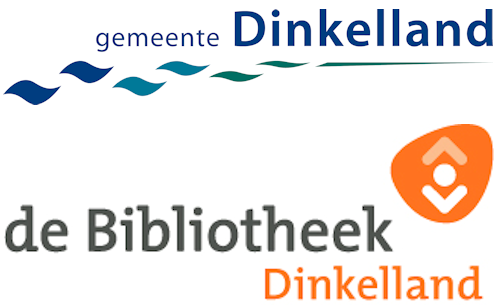 gemeente Dinkelland
de Bibliotheek
Dinkelland